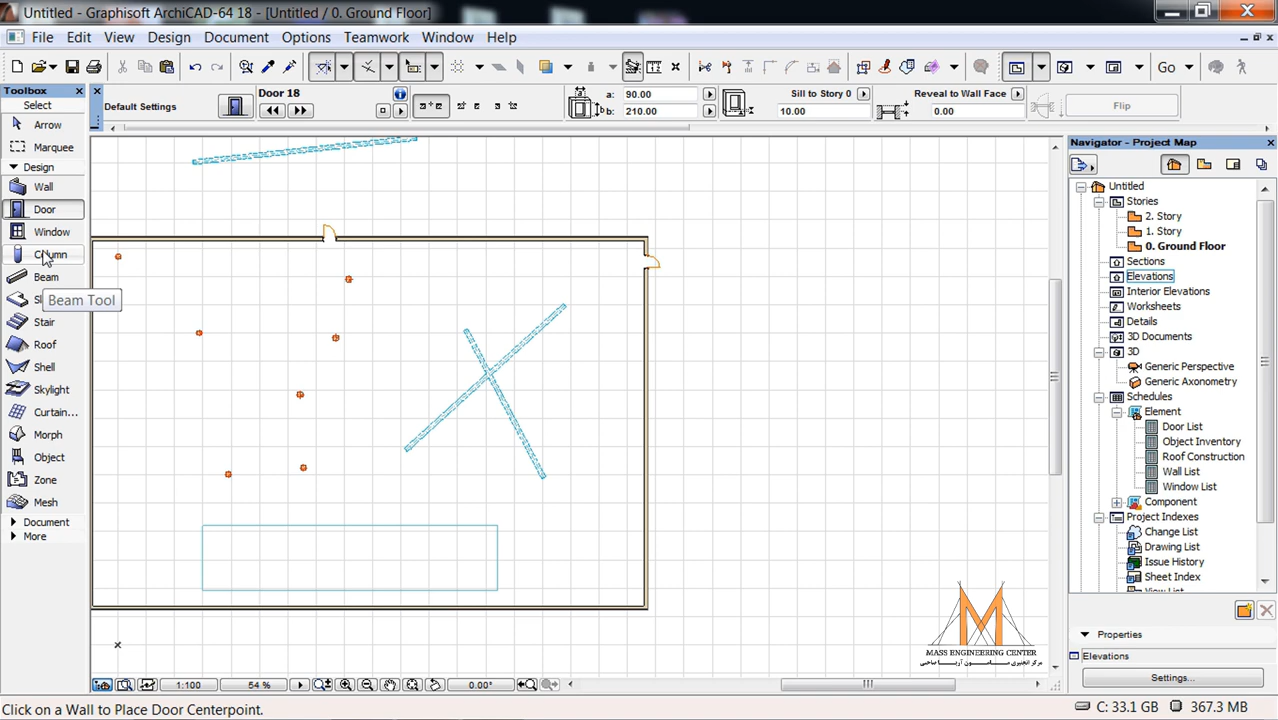 Untitled - Graphisoft ArchiCAD-64 18 - [Untitled / 0. Ground Floor]
File Edit View Design Document Options Teamwork Window Help
Go
Toolbox
Select
Arrow
Marquee
Design
Wall
Door
Window
Column
Beam
Beam Tool
Stair
Roof
Shell
Skylight
Curtain...
Morph
Object
Zone
Mesh
Document
More
Default Settings
Door 18
a: 90.00
b: 210.00
Sill to Story 0
10.00
Reveal to Wall Face
0.00
Flip
Navigator - Project Map
Untitled
Stories
2. Story
1. Story
0. Ground Floor
Sections
Elevations
Interior Elevations
Worksheets
Details
3D Documents
3D
Generic Perspective
Generic Axonometry
Schedules
Element
Door List
Object Inventory
Roof Construction
Wall List
Window List
Component
Project Indexes
Change List
Drawing List
Issue History
Sheet Index
Properties
Elevations
Settings...
MASS ENGINEERING CENTER
1:100
54 %
0.00°
Click on a Wall to Place Door Centerpoint.
C: 33.1 GB
367.3 MB